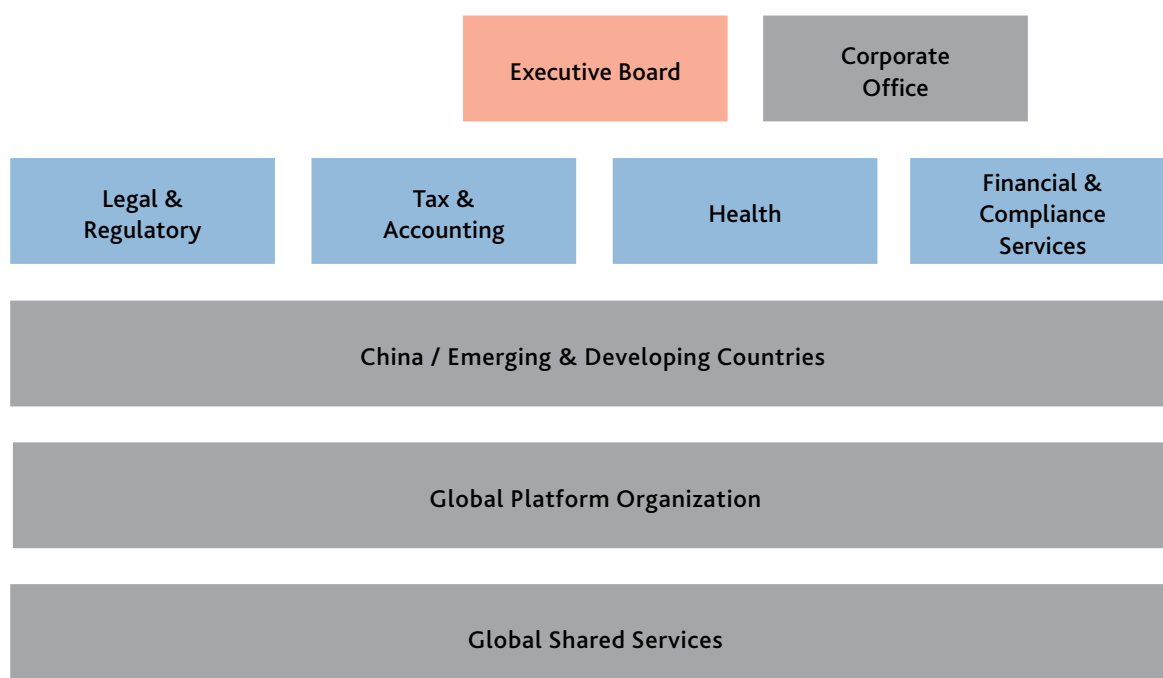 Executive Board
Corporate
Office
Legal &
Regulatory
Tax &
Accounting
Health
Financial &
Compliance
Services
China / Emerging & Developing Countries
Global Platform Organization
Global Shared Services